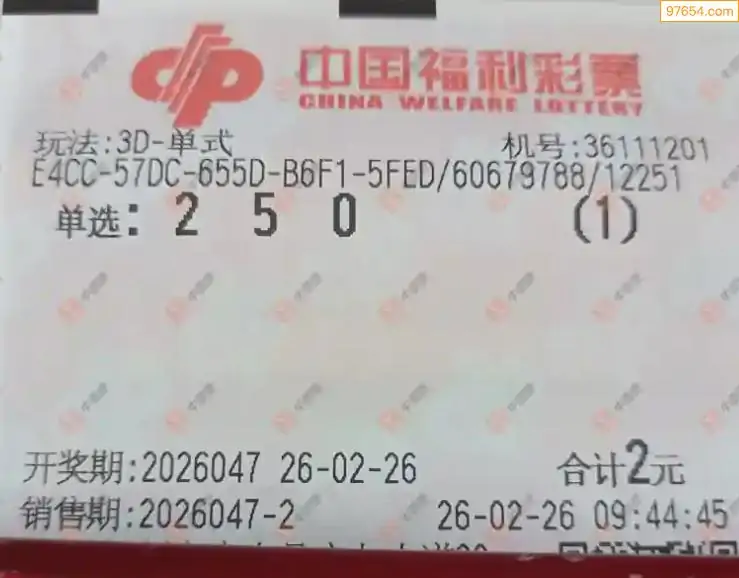 97654.com
中国福利彩票
CHINA WELFARE LOTTERY
玩法:3D-单式 机号:36111201
E4CC-57DC-655D-B6F1-5FED/60679788/12251
单选: 2 5 0 (1)
开奖期:2026047 26-02-26 合计2元
销售期:2026047-2 26-02-26 09:44:45